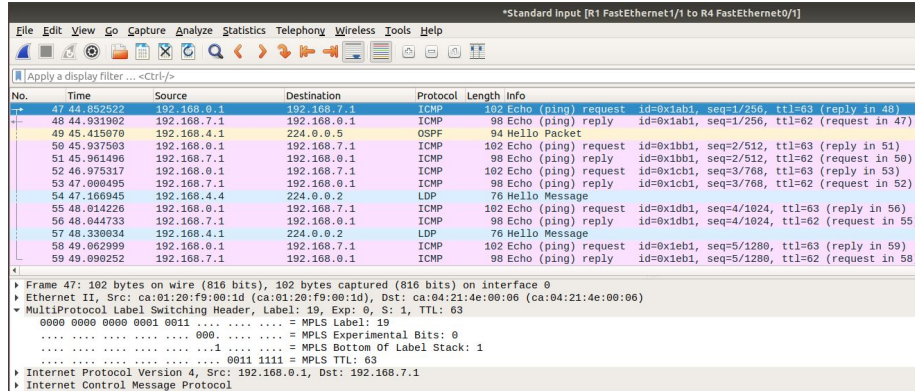 *Standard input [R1 FastEthernet1/1 to R4 FastEthernet0/1]
File Edit View Go Capture Analyze Statistics Telephony Wireless Tools Help
Apply a display filter ... <Ctrl-/>
No. Time Source Destination Protocol Length Info
47 44.852522 192.168.0.1 192.168.7.1 ICMP 102 Echo (ping) request id=0x1ab1, seq=1/256, ttl=63 (reply in 48)
48 44.931902 192.168.7.1 192.168.0.1 ICMP 98 Echo (ping) reply id=0x1ab1, seq=1/256, ttl=62 (request in 47)
49 45.415070 192.168.4.1 224.0.0.5 OSPF 94 Hello Packet
50 45.937503 192.168.0.1 192.168.7.1 ICMP 102 Echo (ping) request id=0x1bb1, seq=2/512, ttl=63 (reply in 51)
51 45.961496 192.168.7.1 192.168.0.1 ICMP 98 Echo (ping) reply id=0x1bb1, seq=2/512, ttl=62 (request in 50)
52 46.975317 192.168.0.1 192.168.7.1 ICMP 102 Echo (ping) request id=0x1cb1, seq=3/768, ttl=63 (reply in 53)
53 47.000495 192.168.7.1 192.168.0.1 ICMP 98 Echo (ping) reply id=0x1cb1, seq=3/768, ttl=62 (request in 52)
54 47.166945 192.168.4.4 224.0.0.2 LDP 76 Hello Message
55 48.014226 192.168.0.1 192.168.7.1 ICMP 102 Echo (ping) request id=0x1db1, seq=4/1024, ttl=63 (reply in 56)
56 48.044733 192.168.7.1 192.168.0.1 ICMP 98 Echo (ping) reply id=0x1db1, seq=4/1024, ttl=62 (request in 55
57 48.330034 192.168.4.4 224.0.0.2 LDP 76 Hello Message
58 49.062999 192.168.0.1 192.168.7.1 ICMP 102 Echo (ping) request id=0x1eb1, seq=5/1280, ttl=63 (reply in 59)
59 49.090252 192.168.7.1 192.168.0.1 ICMP 98 Echo (ping) reply id=0x1eb1, seq=5/1280, ttl=62 (request in 58
Frame 47: 102 bytes on wire (816 bits), 102 bytes captured (816 bits) on interface 0
Ethernet II, Src: ca:01:20:f9:00:1d (ca:01:20:f9:00:1d), Dst: ca:04:21:4e:00:06 (ca:04:21:4e:00:06)
MultiProtocol Label Switching Header, Label: 19, Exp: 0, S: 1, TTL: 63
0000 0000 0000 0001 0011 .... .... .... = MPLS Label: 19
.... .... .... .... .... 000. .... .... = MPLS Experimental Bits: 0
.... .... .... .... .... ...1 .... .... = MPLS Bottom Of Label Stack: 1
.... .... .... .... .... .... 0011 1111 = MPLS TTL: 63
Internet Protocol Version 4, Src: 192.168.0.1, Dst: 192.168.7.1
Internet Control Message Protocol